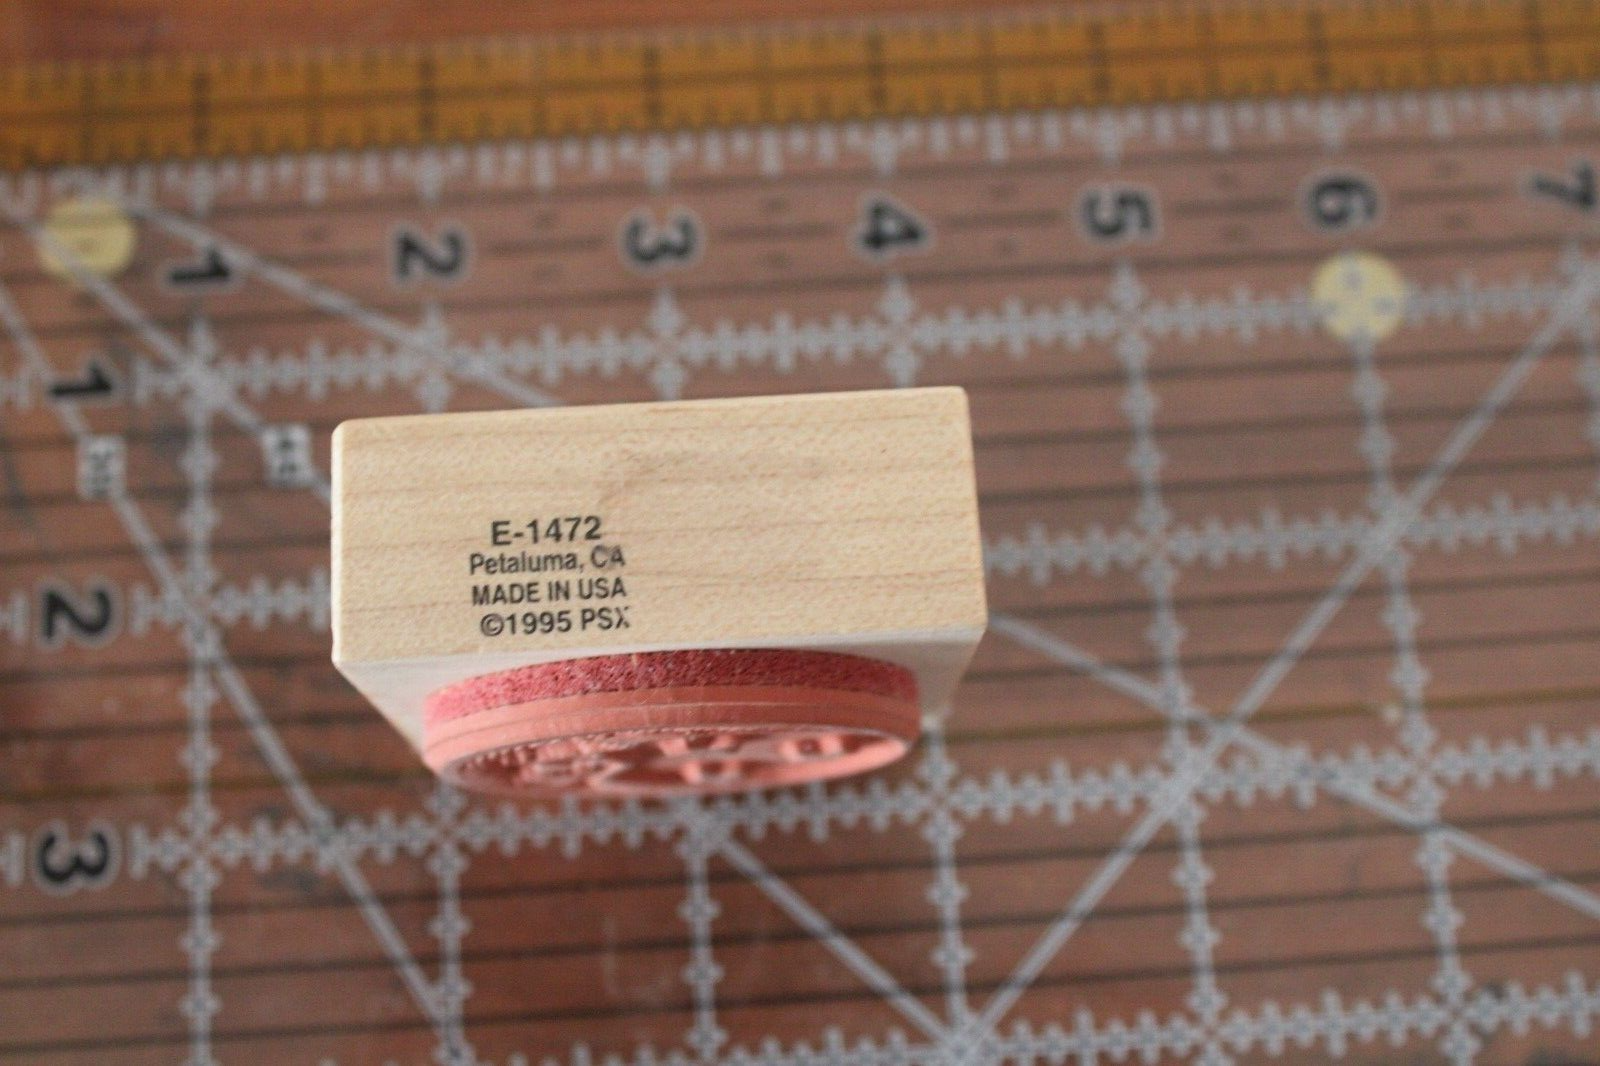 1 2 3 4 5 6 7
1
2
3
E-1472
Petaluma, CA
MADE IN USA
©1995 PSX